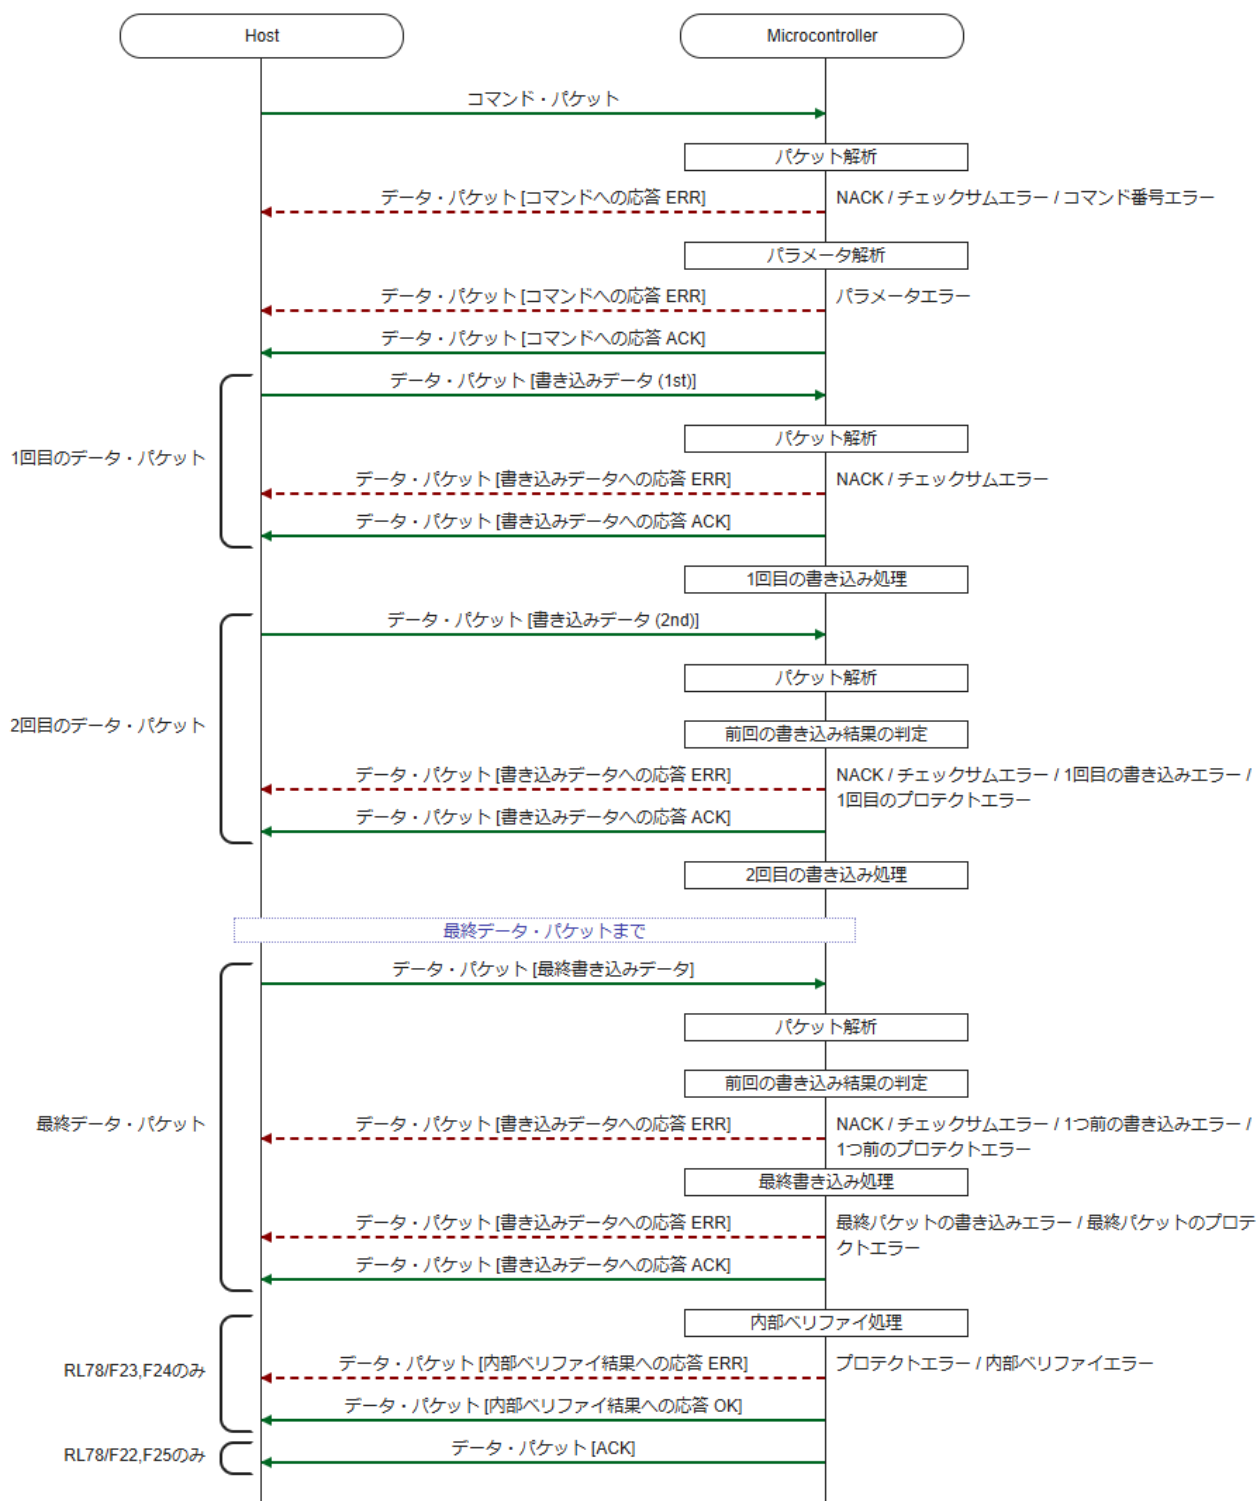 Host
Microcontroller
コマンド・パケット
パケット解析
データ・パケット [コマンドへの応答 ERR]
NACK / チェックサムエラー / コマンド番号エラー
パラメータ解析
データ・パケット [コマンドへの応答 ERR]
パラメータエラー
データ・パケット [コマンドへの応答 ACK]
データ・パケット [書き込みデータ (1st)]
パケット解析
1回目のデータ・パケット
データ・パケット [書き込みデータへの応答 ERR]
NACK / チェックサムエラー
データ・パケット [書き込みデータへの応答 ACK]
1回目の書き込み処理
データ・パケット [書き込みデータ (2nd)]
パケット解析
2回目のデータ・パケット
前回の書き込み結果の判定
データ・パケット [書き込みデータへの応答 ERR]
NACK / チェックサムエラー / 1回目の書き込みエラー /
1回目のプロテクトエラー
データ・パケット [書き込みデータへの応答 ACK]
2回目の書き込み処理
最終データ・パケットまで
データ・パケット [最終書き込みデータ]
パケット解析
前回の書き込み結果の判定
最終データ・パケット
データ・パケット [書き込みデータへの応答 ERR]
NACK / チェックサムエラー / 1つ前の書き込みエラー /
1つ前のプロテクトエラー
最終書き込み処理
データ・パケット [書き込みデータへの応答 ERR]
最終パケットの書き込みエラー / 最終パケットのプロテ
クトエラー
データ・パケット [書き込みデータへの応答 ACK]
内部ベリファイ処理
RL78/F23,F24のみ
データ・パケット [内部ベリファイ結果への応答 ERR]
プロテクトエラー / 内部ベリファイエラー
データ・パケット [内部ベリファイ結果への応答 OK]
RL78/F22,F25のみ
データ・パケット [ACK]